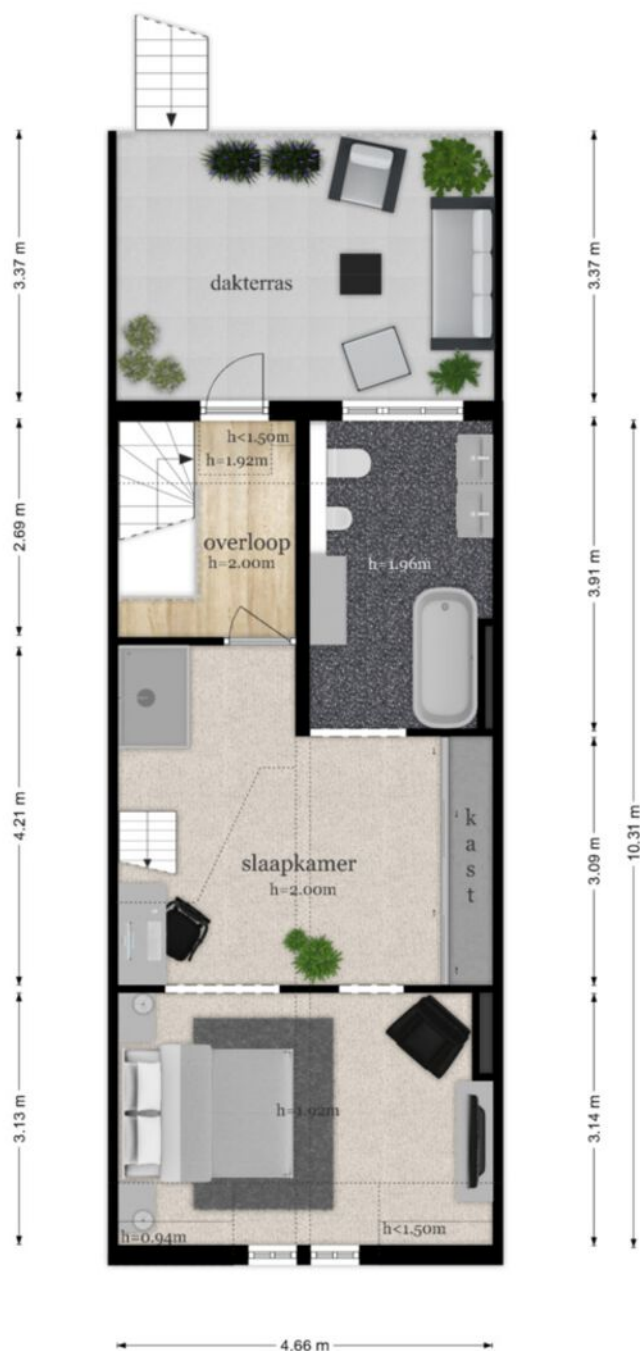 3.37 m
3.37 m
dakterras
h<1.50m
h=1.92m
overloop
h=2.00m
h=1.96m
2.69 m
3.91 m
4.21 m
slaapkamer
h=2.00m
kast
3.09 m
10.31 m
3.13 m
h=1.92m
3.14 m
h=0.94m
h<1.50m
4.66 m